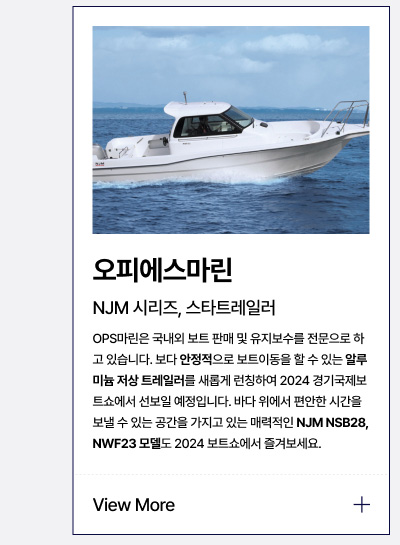 오피에스마린
NJM 시리즈, 스타트레일러
OPS마린은 국내외 보트 판매 및 유지보수를 전문으로 하
고 있습니다. 보다 안정적으로 보트이동을 할 수 있는 알루
미늄 저상 트레일러를 새롭게 런칭하여 2024 경기국제보
트쇼에서 선보일 예정입니다. 바다 위에서 편안한 시간을
보낼 수 있는 공간을 가지고 있는 매력적인 NJM NSB28,
NWF23 모델도 2024 보트쇼에서 즐겨보세요.
View More